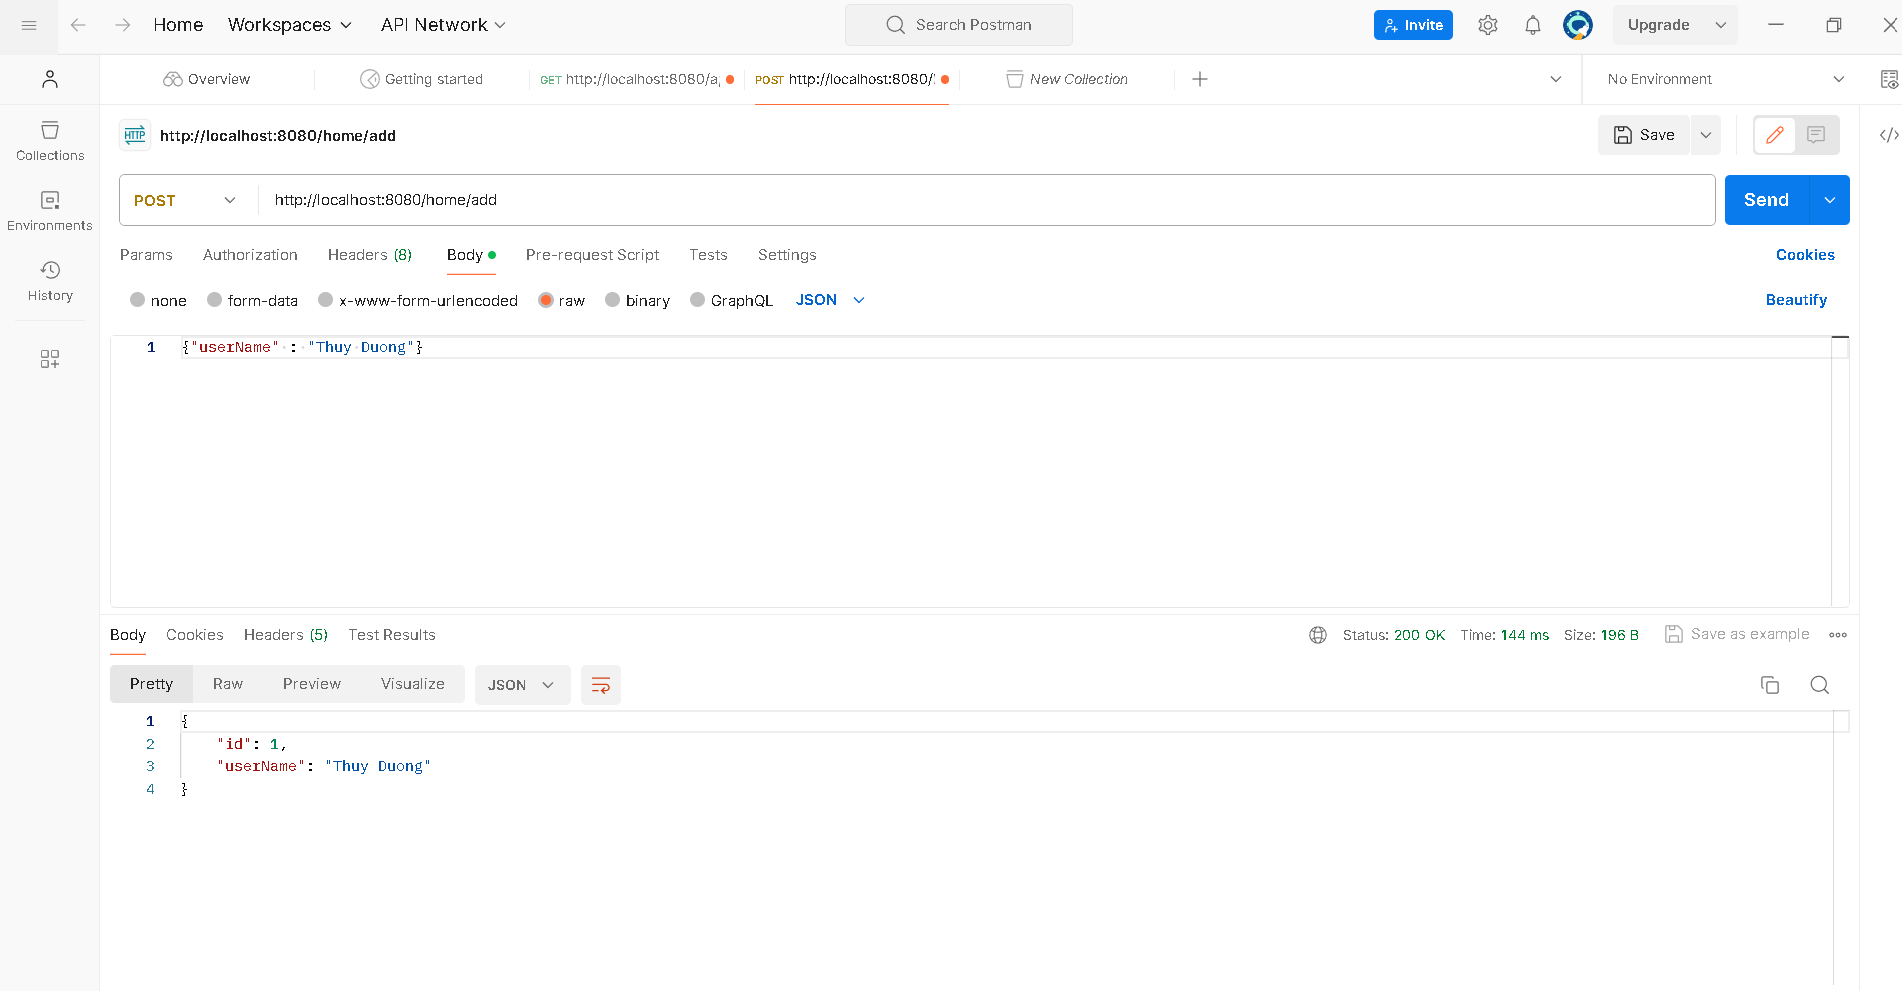 Home Workspaces API Network Search Postman Invite Upgrade
Overview Getting started GET http://localhost:8080/a POST http://localhost:8080/ New Collection No Environment
HTTP http://localhost:8080/home/add Save
Collections
POST http://localhost:8080/home/add Send
Environments
Params Authorization Headers (8) Body Pre-request Script Tests Settings Cookies
History
none form-data x-www-form-urlencoded raw binary GraphQL JSON Beautify
1 {"userName" : "Thuy Duong"}
Body Cookies Headers (5) Test Results Status: 200 OK Time: 144 ms Size: 196 B Save as example
Pretty Raw Preview Visualize JSON
1 {
2 "id": 1,
3 "userName": "Thuy Duong"
4 }